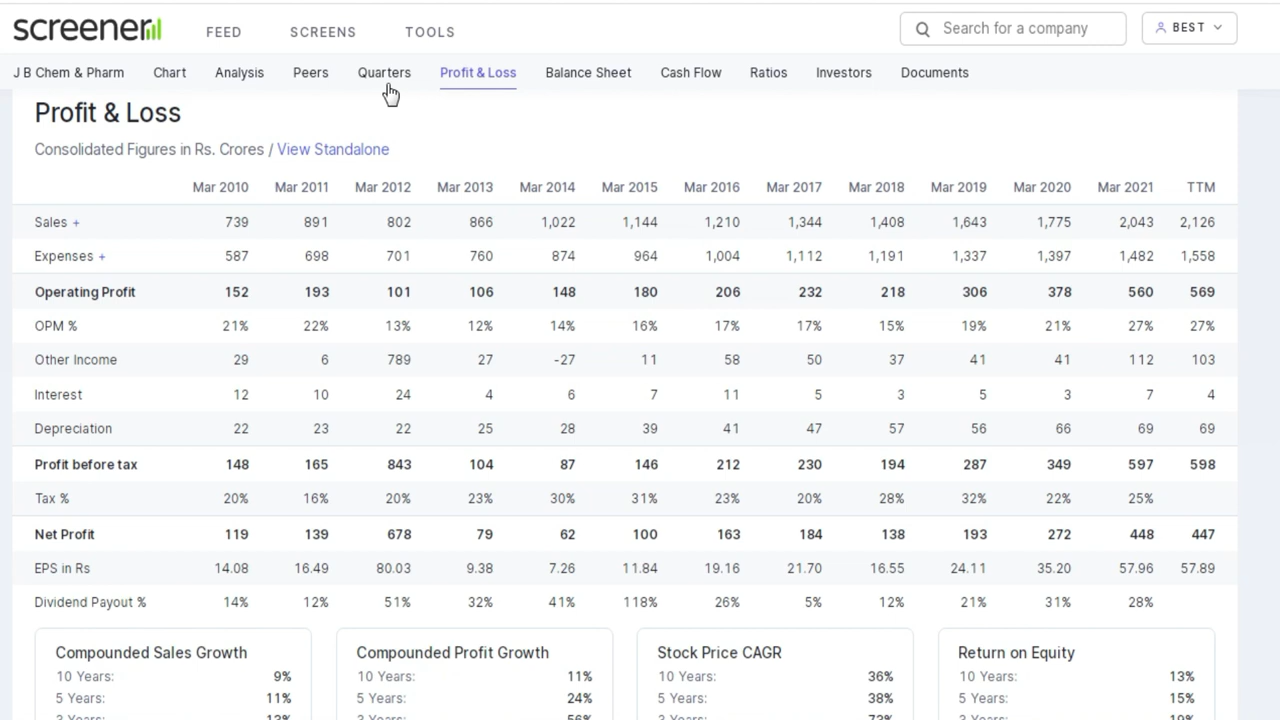 screener FEED SCREENS TOOLS Search for a company BEST
J B Chem & Pharm Chart Analysis Peers Quarters Profit & Loss Balance Sheet Cash Flow Ratios Investors Documents
Profit & Loss
Consolidated Figures in Rs. Crores / View Standalone
Mar 2010 Mar 2011 Mar 2012 Mar 2013 Mar 2014 Mar 2015 Mar 2016 Mar 2017 Mar 2018 Mar 2019 Mar 2020 Mar 2021 TTM
Sales + 739 891 802 866 1,022 1,144 1,210 1,344 1,408 1,643 1,775 2,043 2,126
Expenses + 587 698 701 760 874 964 1,004 1,112 1,191 1,337 1,397 1,482 1,558
Operating Profit 152 193 101 106 148 180 206 232 218 306 378 560 569
OPM % 21% 22% 13% 12% 14% 16% 17% 17% 15% 19% 21% 27% 27%
Other Income 29 6 789 27 -27 11 58 50 37 41 41 112 103
Interest 12 10 24 4 6 7 11 5 3 5 3 7 4
Depreciation 22 23 22 25 28 39 41 47 57 56 66 69 69
Profit before tax 148 165 843 104 87 146 212 230 194 287 349 597 598
Tax % 20% 16% 20% 23% 30% 31% 23% 20% 28% 32% 22% 25%
Net Profit 119 139 678 79 62 100 163 184 138 193 272 448 447
EPS in Rs 14.08 16.49 80.03 9.38 7.26 11.84 19.16 21.70 16.55 24.11 35.20 57.96 57.89
Dividend Payout % 14% 12% 51% 32% 41% 118% 26% 5% 12% 21% 31% 28%
Compounded Sales Growth Compounded Profit Growth Stock Price CAGR Return on Equity
10 Years: 9% 10 Years: 11% 10 Years: 36% 10 Years: 13%
5 Years: 11% 5 Years: 24% 5 Years: 38% 5 Years: 15%